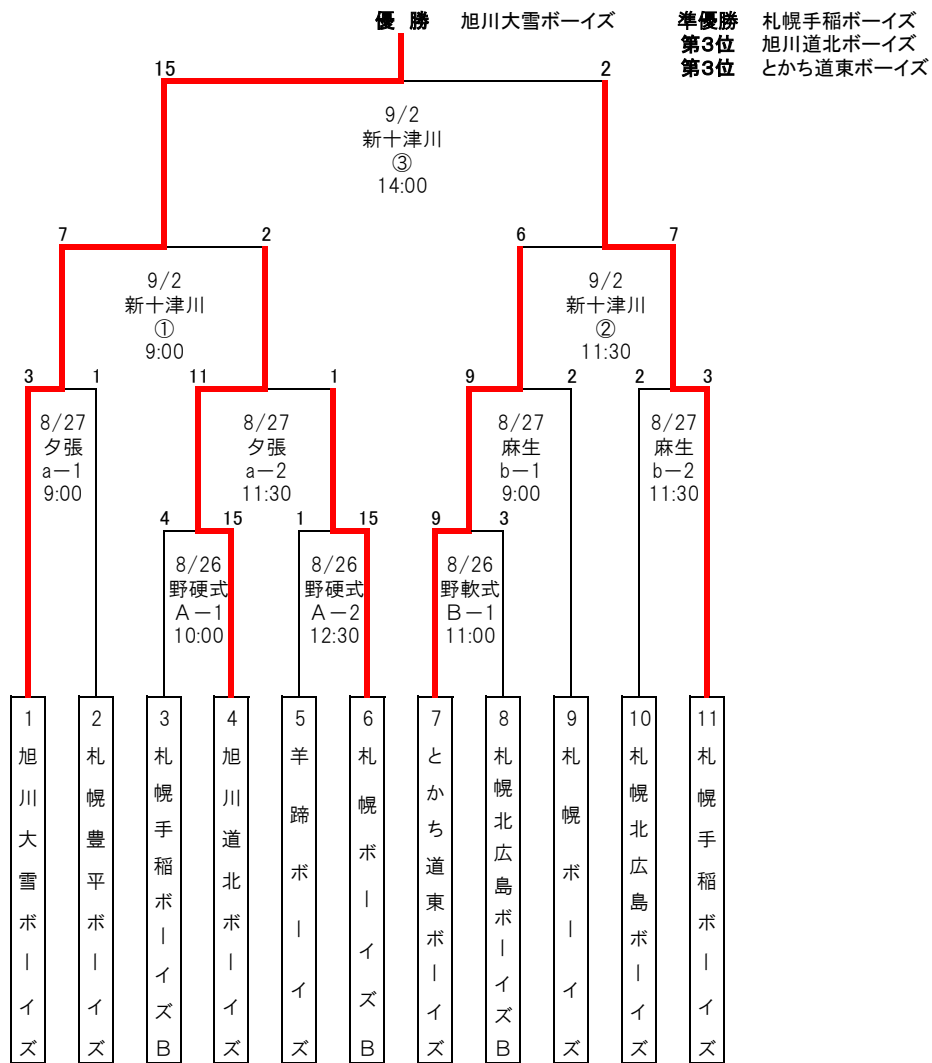 優　勝　旭川大雪ボーイズ　準優勝　札幌手稲ボーイズ
第3位　旭川道北ボーイズ
第3位　とかち道東ボーイズ
15　2
9/2
新十津川
③
14:00
7　2　6　7
9/2　9/2
新十津川　新十津川
①　②
9:00　11:30
3　1　11　1　9　2　2　3
8/27　8/27　8/27　8/27
夕張　夕張　麻生　麻生
a－1　a－2　b－1　b－2
9:00　11:30　9:00　11:30
4　15　1　15　9　3
8/26　8/26　8/26
野硬式　野硬式　野軟式
A－1　A－2　B－1
10:00　12:30　11:00
1　旭川大雪ボーイズ
2　札幌豊平ボーイズ
3　札幌手稲ボーイズB
4　旭川道北ボーイズ
5　羊蹄ボーイズ
6　札幌ボーイズB
7　とかち道東ボーイズ
8　札幌北広島ボーイズB
9　札幌ボーイズ
10　札幌北広島ボーイズ
11　札幌手稲ボーイズ